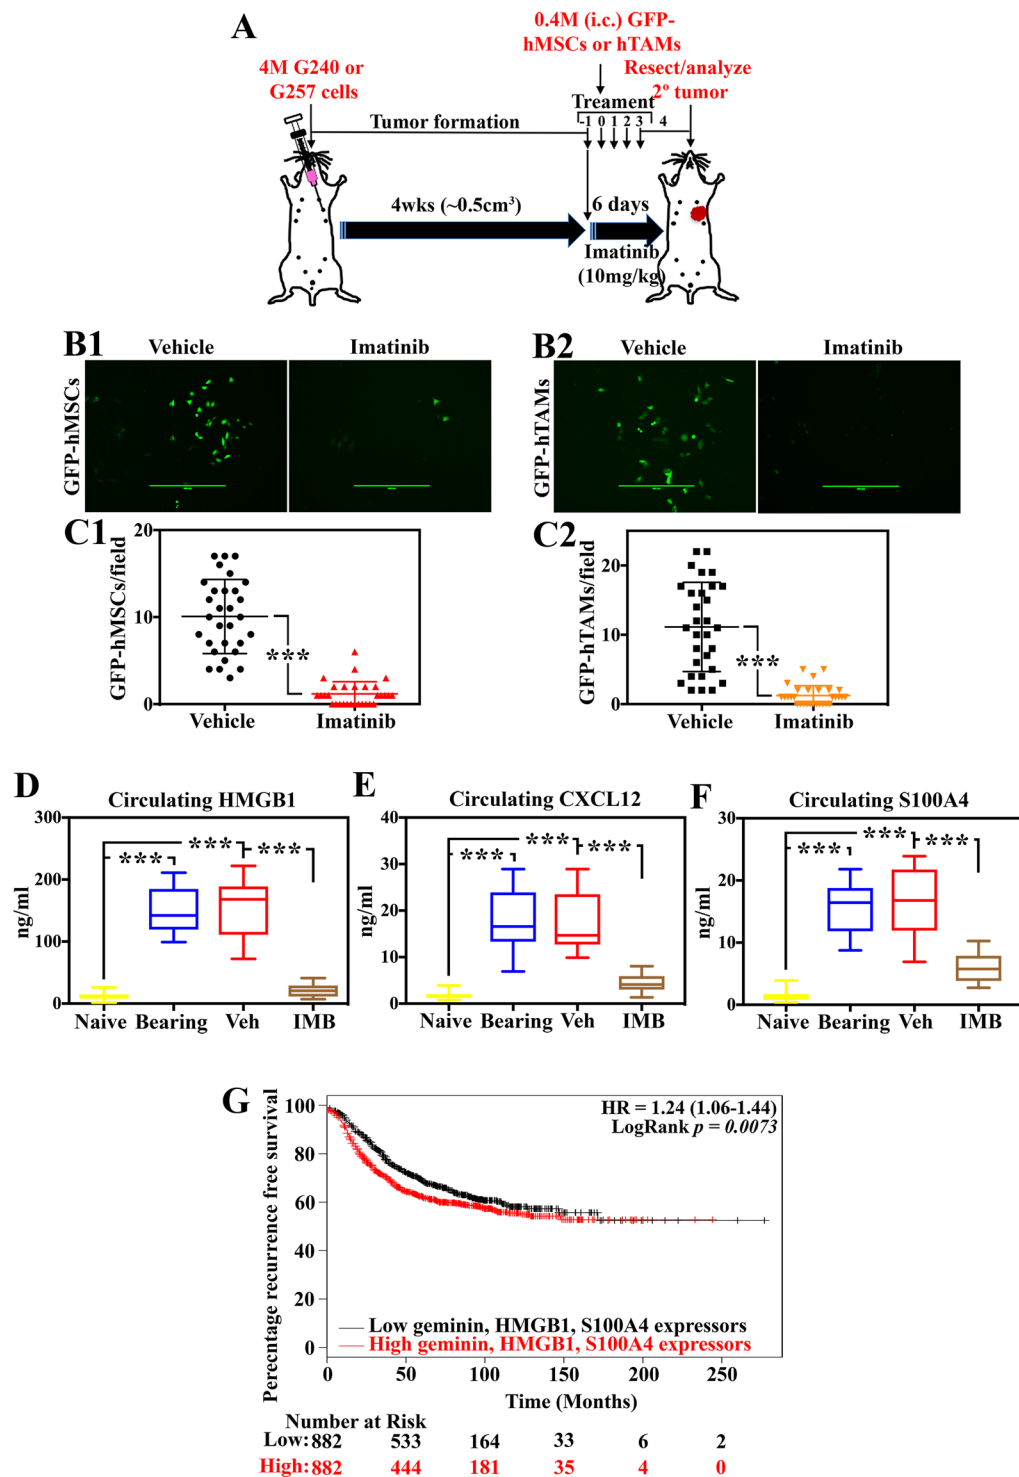 A
0.4M (i.c.) GFP-
hMSCs or hTAMs
4M G240 or
G257 cells
Resect/analyze
2º tumor
Treament
-1 0 1 2 3 4
Tumor formation
4wks (~0.5cm³)
6 days
Imatinib
(10mg/kg)
B1
Vehicle
Imatinib
GFP-hMSCs
B2
Vehicle
Imatinib
GFP-hTAMs
C1
GFP-hMSCs/field
20
10
0
***
Vehicle
Imatinib
C2
GFP-hTAMs/field
20
10
0
***
Vehicle
Imatinib
D
Circulating HMGB1
ng/ml
300
200
100
0
*** *** ***
Naive Bearing Veh IMB
E
Circulating CXCL12
ng/ml
40
30
20
10
0
*** *** ***
Naive Bearing Veh IMB
F
Circulating S100A4
ng/ml
30
20
10
0
*** *** ***
Naive Bearing Veh IMB
G
Perecntage recurrence free survival
100
80
60
40
20
0
HR = 1.24 (1.06-1.44)
LogRank p = 0.0073
Low geminin, HMGB1, S100A4 expressors
High geminin, HMGB1, S100A4 expressors
0 50 100 150 200 250
Time (Months)
Number at Risk
Low: 882 533 164 33 6 2
High: 882 444 181 35 4 0